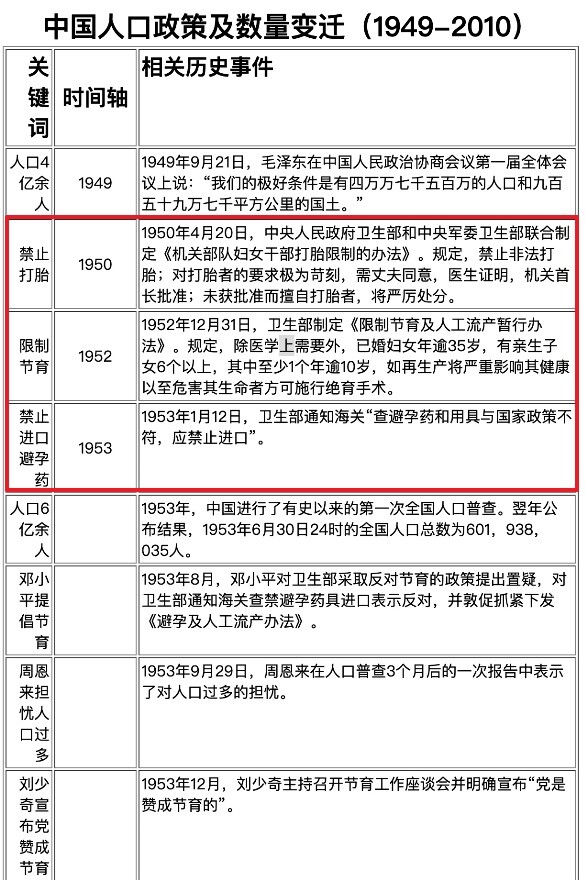 中国人口政策及数量变迁（1949-2010）
关
键
词
时间轴
相关历史事件
人口4
亿余
人
1949
1949年9月21日，毛泽东在中国人民政治协商会议第一届全体会
议上说：“我们的极好条件是有四万万七千五百万的人口和九百
五十九万七千平方公里的国土。”
禁止
打胎
1950
1950年4月20日，中央人民政府卫生部和中央军委卫生部联合制
定《机关部队妇女干部打胎限制的办法》。规定，禁止非法打
胎；对打胎者的要求极为苛刻，需丈夫同意，医生证明，机关首
长批准；未获批准而擅自打胎者，将严厉处分。
限制
节育
1952
1952年12月31日，卫生部制定《限制节育及人工流产暂行办
法》。规定，除医学上需要外，已婚妇女年逾35岁，有亲生子
女6个以上，其中至少1个年逾10岁，如再生产将严重影响其健康
以至危害其生命者方可施行绝育手术。
禁止
进口
避孕
药
1953
1953年1月12日，卫生部通知海关“查避孕药和用具与国家政策不
符，应禁止进口”。
人口6
亿余
人
1953年，中国进行了有史以来的第一次全国人口普查。翌年公
布结果，1953年6月30日24时的全国人口总数为601，938，
035人。
邓小
平提
倡节
育
1953年8月，邓小平对卫生部采取反对节育的政策提出置疑，对
卫生部通知海关查禁避孕药具进口表示反对，并敦促抓紧下发
《避孕及人工流产办法》。
周恩
来担
忧人
口过
多
1953年9月29日，周恩来在人口普查3个月后的一次报告中表示
了对人口过多的担忧。
刘少
奇宣
布党
赞成
节育
1953年12月，刘少奇主持召开节育工作座谈会并明确宣布“党是
赞成节育的”。